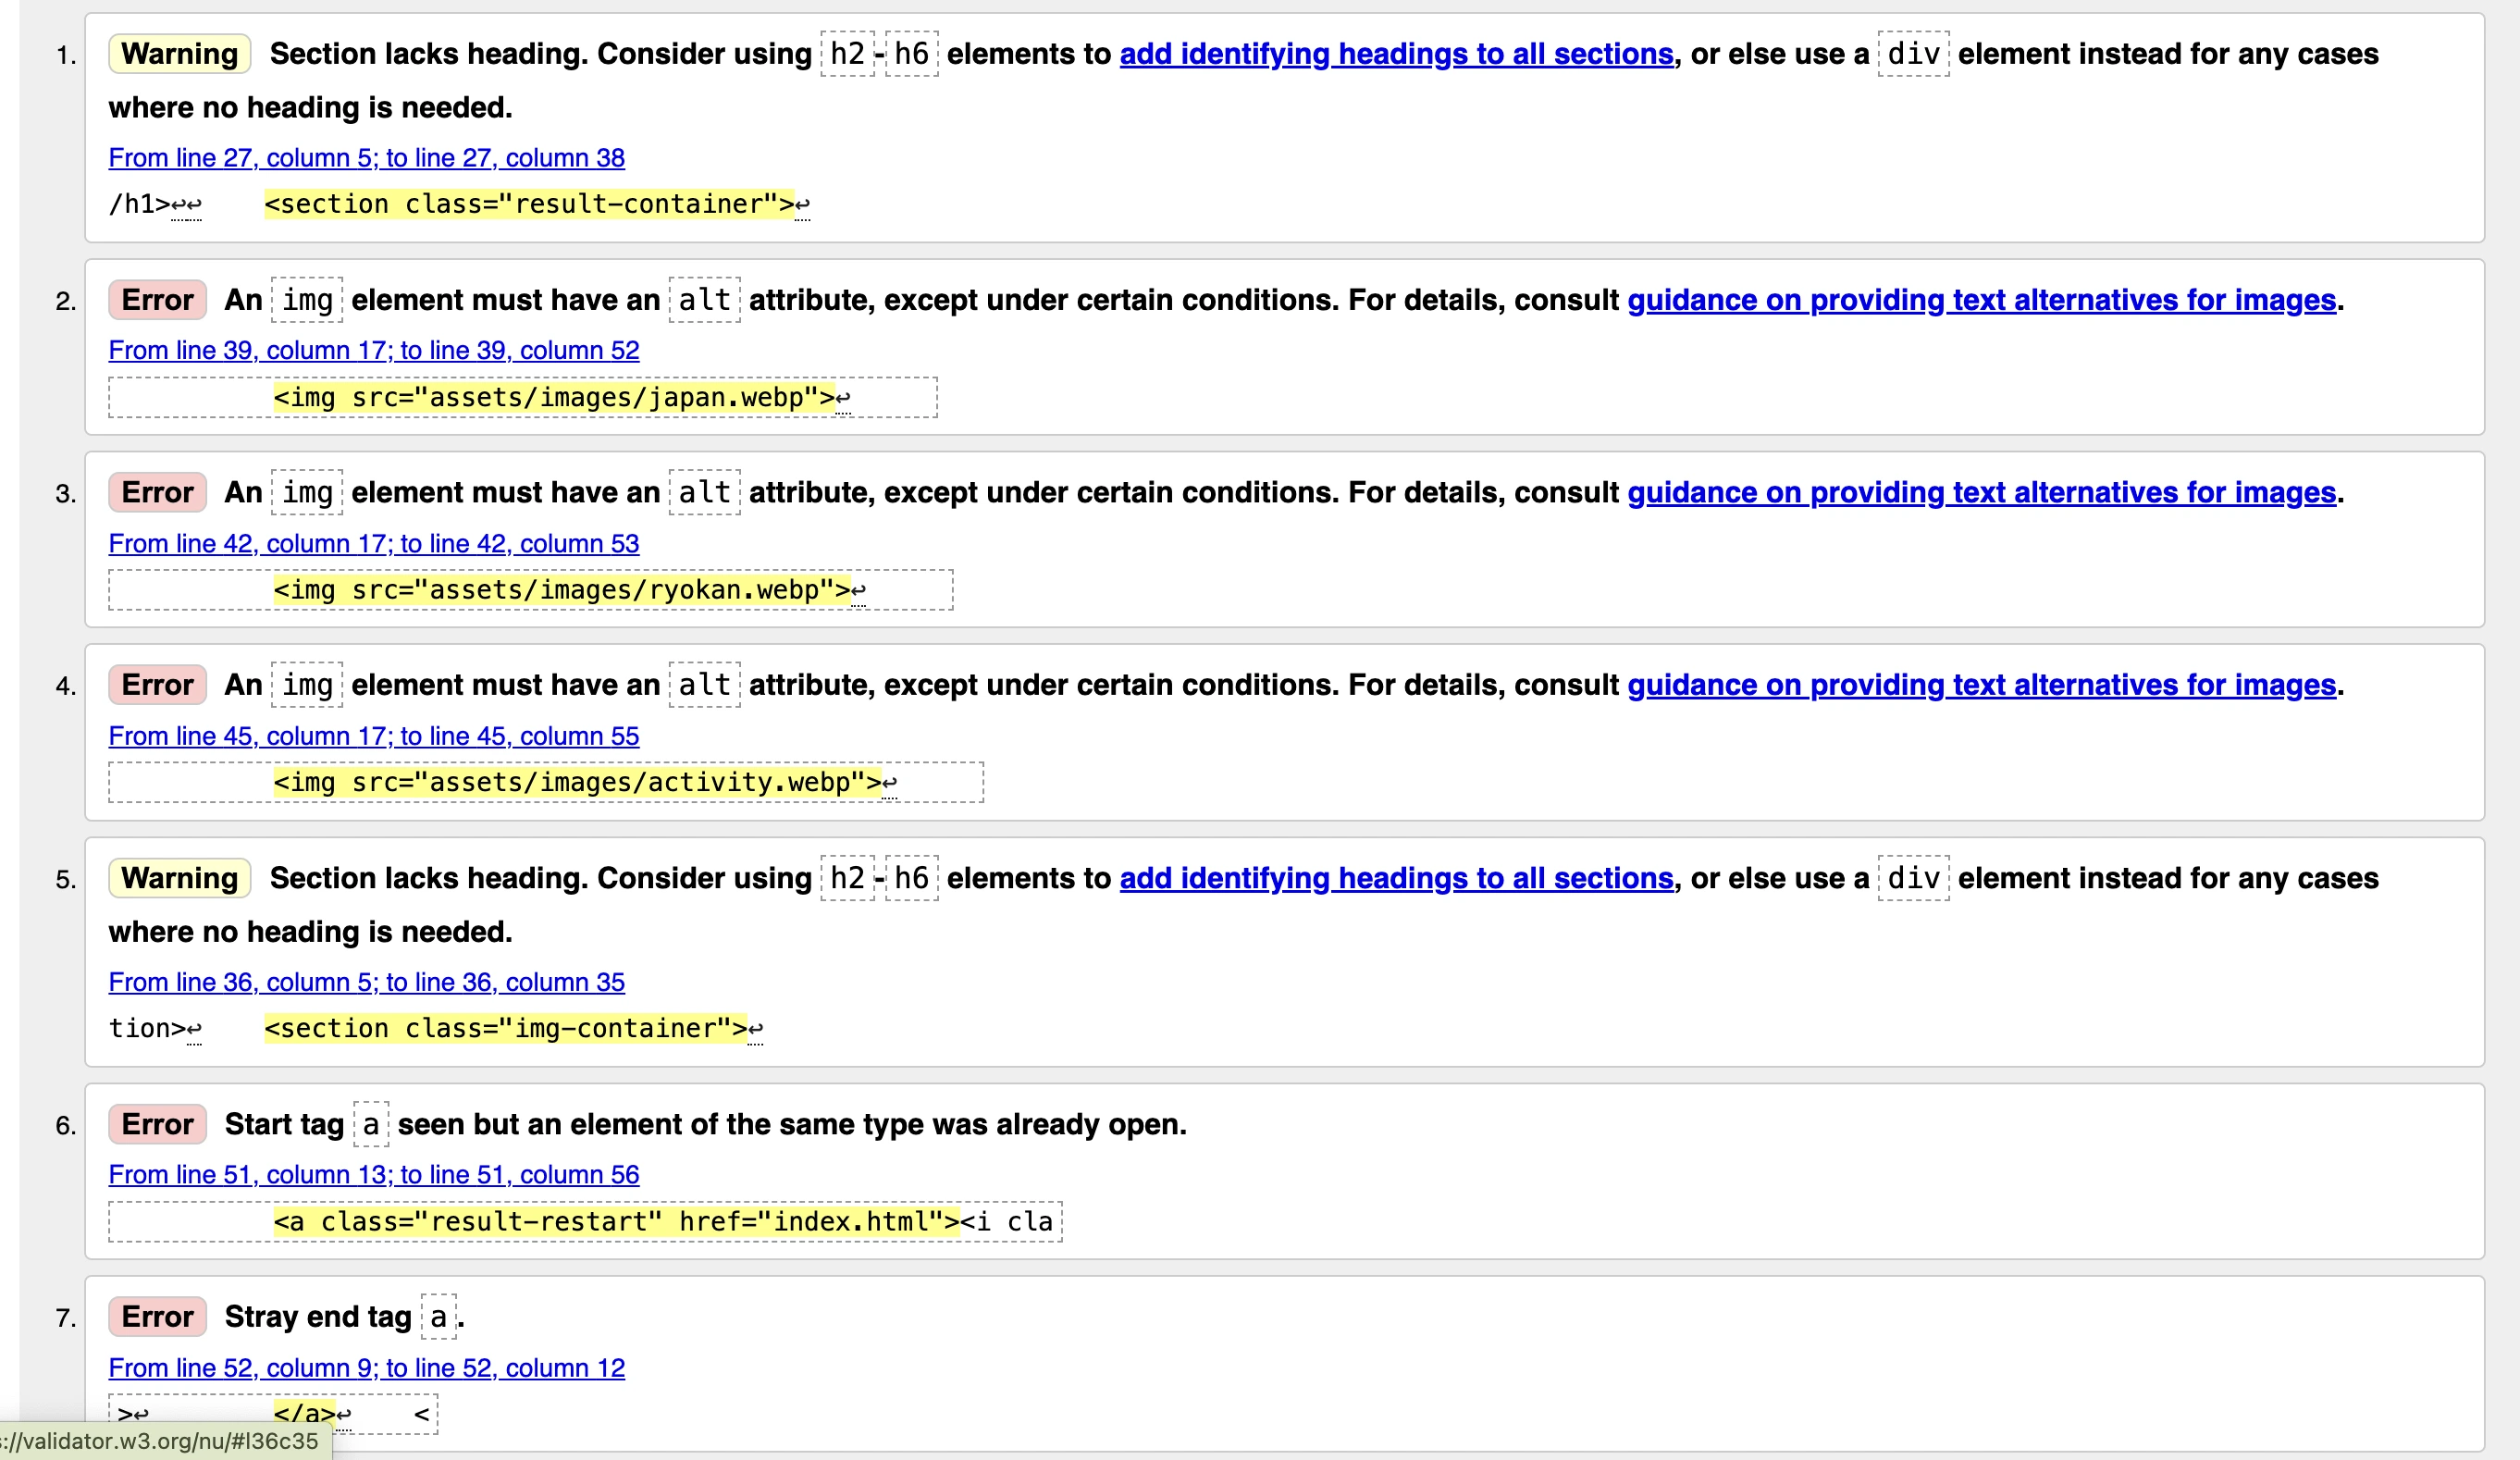 1. Warning Section lacks heading. Consider using h2-h6 elements to add identifying headings to all sections, or else use a div element instead for any cases
where no heading is needed.
From line 27, column 5; to line 27, column 38
/h1>↩↩    <section class="result-container">↩
2. Error An img element must have an alt attribute, except under certain conditions. For details, consult guidance on providing text alternatives for images.
From line 39, column 17; to line 39, column 52
<img src="assets/images/japan.webp">↩
3. Error An img element must have an alt attribute, except under certain conditions. For details, consult guidance on providing text alternatives for images.
From line 42, column 17; to line 42, column 53
<img src="assets/images/ryokan.webp">↩
4. Error An img element must have an alt attribute, except under certain conditions. For details, consult guidance on providing text alternatives for images.
From line 45, column 17; to line 45, column 55
<img src="assets/images/activity.webp">↩
5. Warning Section lacks heading. Consider using h2-h6 elements to add identifying headings to all sections, or else use a div element instead for any cases
where no heading is needed.
From line 36, column 5; to line 36, column 35
tion>↩    <section class="img-container">↩
6. Error Start tag a seen but an element of the same type was already open.
From line 51, column 13; to line 51, column 56
<a class="result-restart" href="index.html"><i cla
7. Error Stray end tag a.
From line 52, column 9; to line 52, column 12
>↩        </a>↩    <
://validator.w3.org/nu/#l36c35